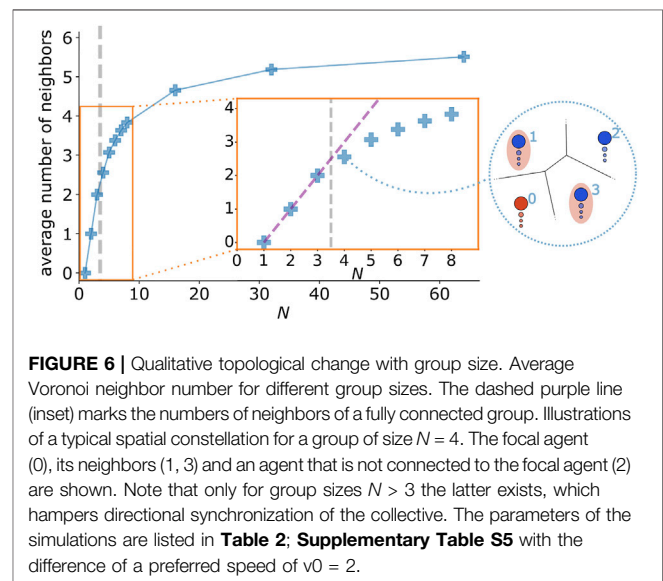 6
5
4
3
2
1
0
average number of neighbors
0
10
20
30
40
50
60
N
4
3
2
1
0
0
1
2
3
4
5
6
7
8
N
1
2
0
3
FIGURE 6 | Qualitative topological change with group size. Average
Voronoi neighbor number for different group sizes. The dashed purple line
(inset) marks the numbers of neighbors of a fully connected group. Illustrations
of a typical spatial constellation for a group of size N = 4. The focal agent
(0), its neighbors (1, 3) and an agent that is not connected to the focal agent (2)
are shown. Note that only for group sizes N > 3 the latter exists, which
hampers directional synchronization of the collective. The parameters of the
simulations are listed in Table 2; Supplementary Table S5 with the
difference of a preferred speed of v0 = 2.